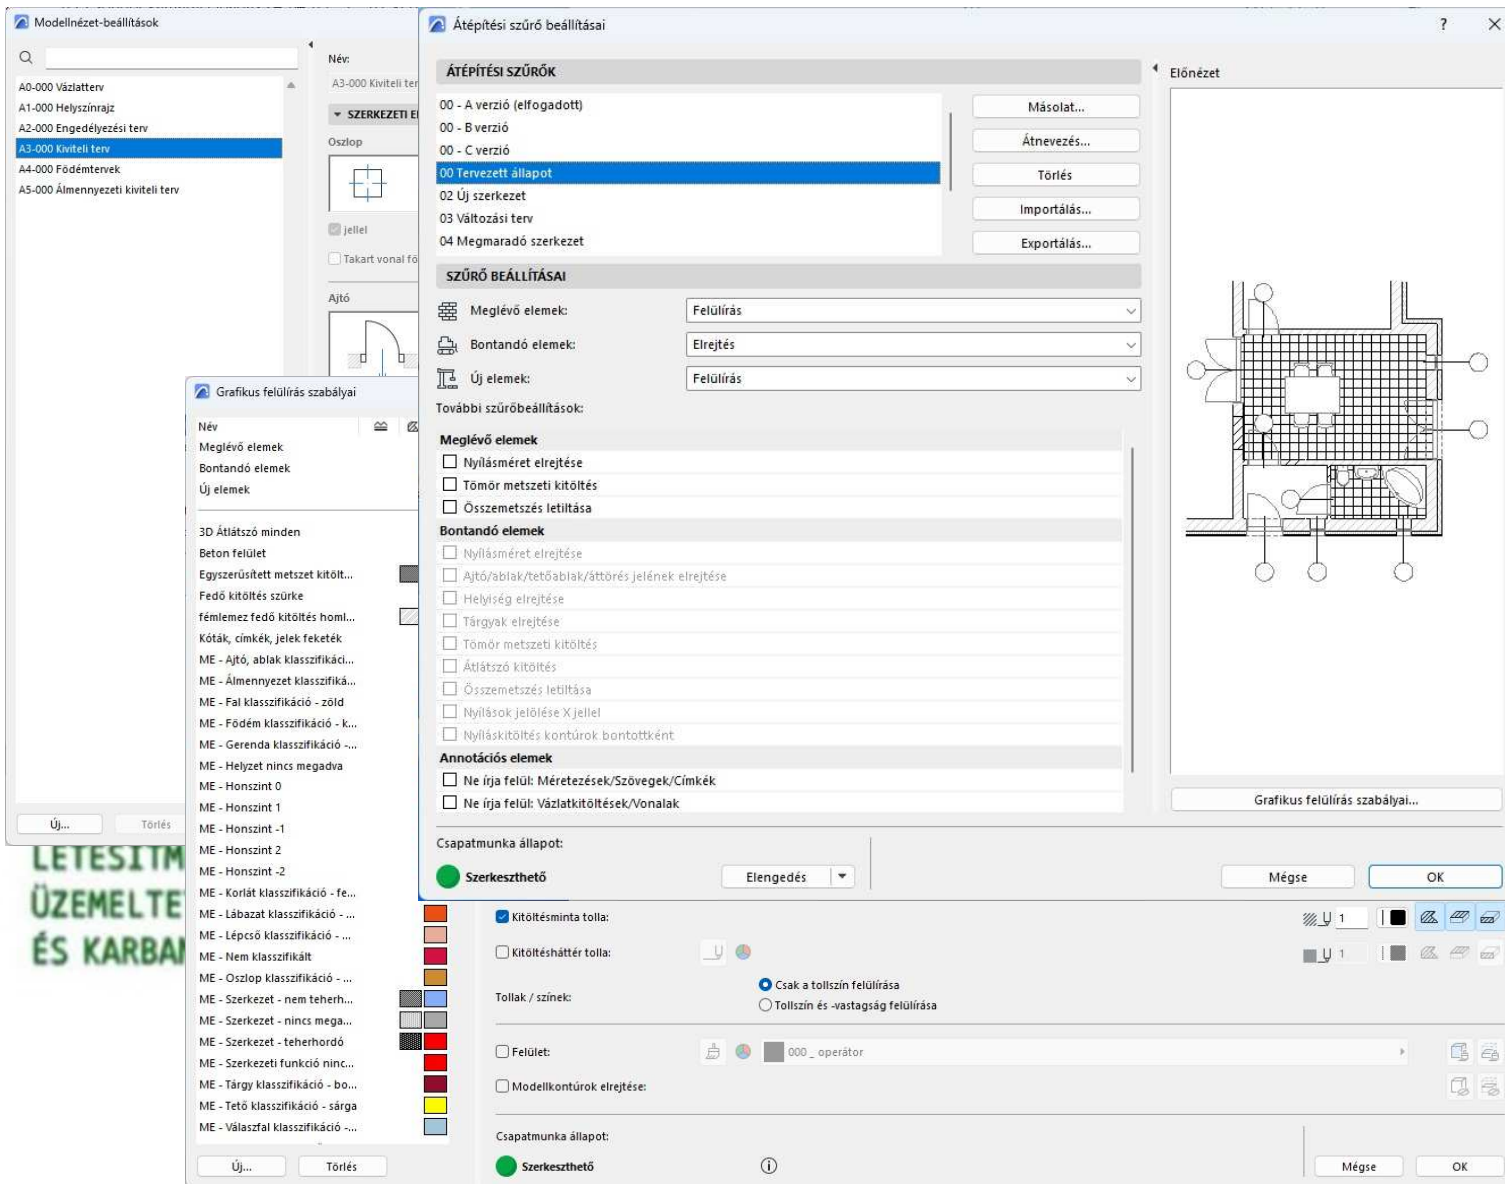 Modellnézet-beállítások
A0-000 Vázlatterv
A1-000 Helyszínrajz
A2-000 Engedélyezési terv
A3-000 Kiviteli terv
A4-000 Födémtervek
A5-000 Álmennyezeti kiviteli terv
Új...
Törlés
Név:
A3-000 Kiviteli ter
SZERKEZETI E
Oszlop
jellel
Takart vonal fö
Ajtó
Átépítési szűrő beállításai
?
ÁTÉPÍTÉSI SZŰRŐK
00 - A verzió (elfogadott)
00 - B verzió
00 - C verzió
00 Tervezett állapot
02 Új szerkezet
03 Változási terv
04 Megmaradó szerkezet
Másolat...
Átnevezés...
Törlés
Importálás...
Exportálás...
SZŰRŐ BEÁLLÍTÁSAI
Meglévő elemek: Felülírás
Bontandó elemek: Elrejtés
Új elemek: Felülírás
További szűrőbeállítások:
Meglévő elemek
Nyílásméret elrejtése
Tömör metszeti kitöltés
Összemetszés letiltása
Bontandó elemek
Nyílásméret elrejtése
Ajtó/ablak/tetőablak/áttörés jelének elrejtése
Helyiség elrejtése
Tárgyak elrejtése
Tömör metszeti kitöltés
Átlátszó kitöltés
Összemetszés letiltása
Nyílások jelölése X jellel
Nyíláskitöltés kontúrok bontottként
Annotációs elemek
Ne írja felül: Méretezések/Szövegek/Címkék
Ne írja felül: Vázlatkitöltések/Vonalak
Előnézet
Grafikus felülírás szabályai...
Csapatmunka állapot:
Szerkeszthető
Elengedés
Mégse
OK
Grafikus felülírás szabályai
Név
Meglévő elemek
Bontandó elemek
Új elemek
3D Átlátszó minden
Beton felület
Egyszerűsített metszet kitölt...
Fedő kitöltés szürke
fémlemez fedő kitöltés homl...
Kóták, címkék, jelek feketék
ME - Ajtó, ablak klasszifikáci...
ME - Álmennyezet klasszifiká...
ME - Fal klasszifikáció - zöld
ME - Födém klasszifikáció - k...
ME - Gerenda klasszifikáció -...
ME - Helyzet nincs megadva
ME - Honszint 0
ME - Honszint 1
ME - Honszint -1
ME - Honszint 2
ME - Honszint -2
ME - Korlát klasszifikáció - fe...
ME - Lábazat klasszifikáció - ...
ME - Lépcső klasszifikáció - ...
ME - Nem klasszifikált
ME - Oszlop klasszifikáció - ...
ME - Szerkezet - nem teherh...
ME - Szerkezet - nincs mega...
ME - Szerkezet - teherhordó
ME - Szerkezeti funkció ninc...
ME - Tárgy klasszifikáció - bo...
ME - Tető klasszifikáció - sárga
ME - Válaszfal klasszifikáció -...
Új...
Törlés
Kitöltésminta tolla:
1
Kitöltésháttér tolla:
1
Tollak / színek:
Csak a tollszín felülírása
Tollszín és -vastagság felülírása
Felület:
000 _ operátor
Modellkontúrok elrejtése:
Csapatmunka állapot:
Szerkeszthető
Mégse
OK
LÉTESÍTM
ÜZEMELTE
ÉS KARBA